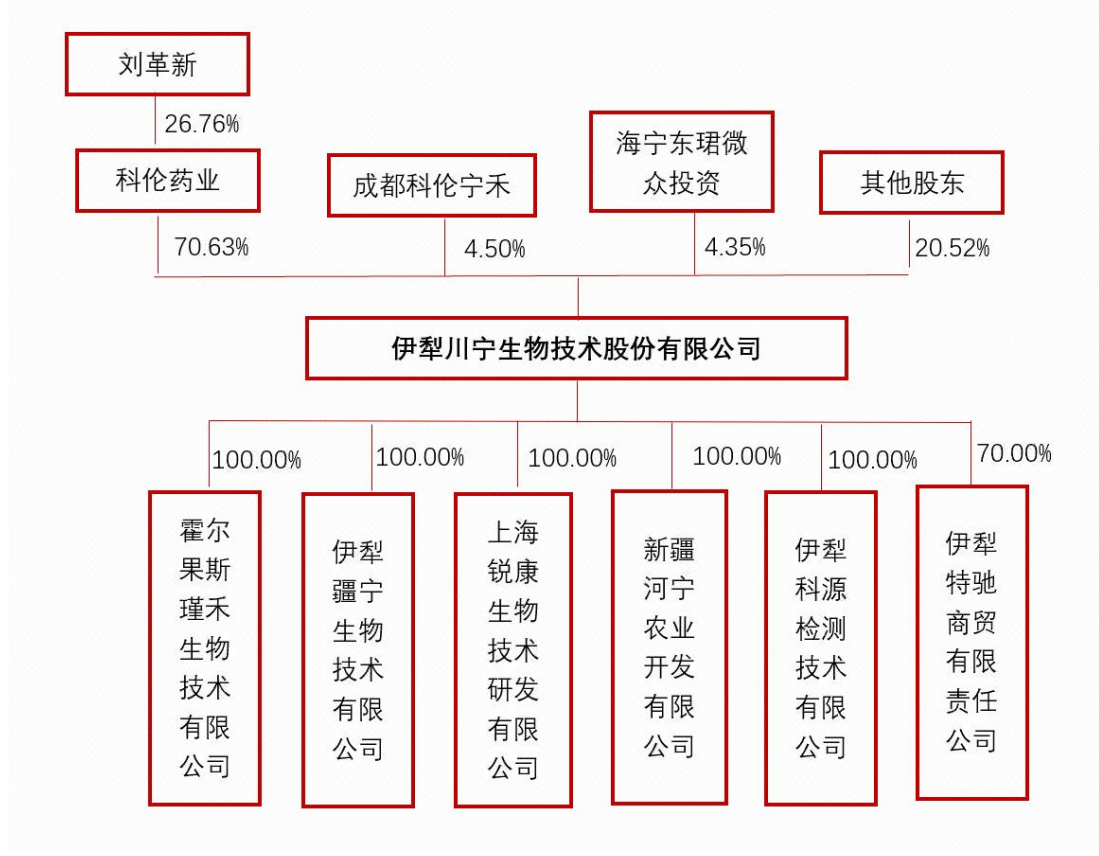 刘革新
26.76%
科伦药业
成都科伦宁禾
海宁东珺微
众投资
其他股东
70.63%
4.50%
4.35%
20.52%
伊犁川宁生物技术股份有限公司
100.00%
100.00%
100.00%
100.00%
100.00%
70.00%
霍尔
果斯
瑾禾
生物
技术
有限
公司
伊犁
疆宁
生物
技术
有限
公司
上海
锐康
生物
技术
研发
有限
公司
新疆
河宁
农业
开发
有限
公司
伊犁
科源
检测
技术
有限
公司
伊犁
特驰
商贸
有限
责任
公司